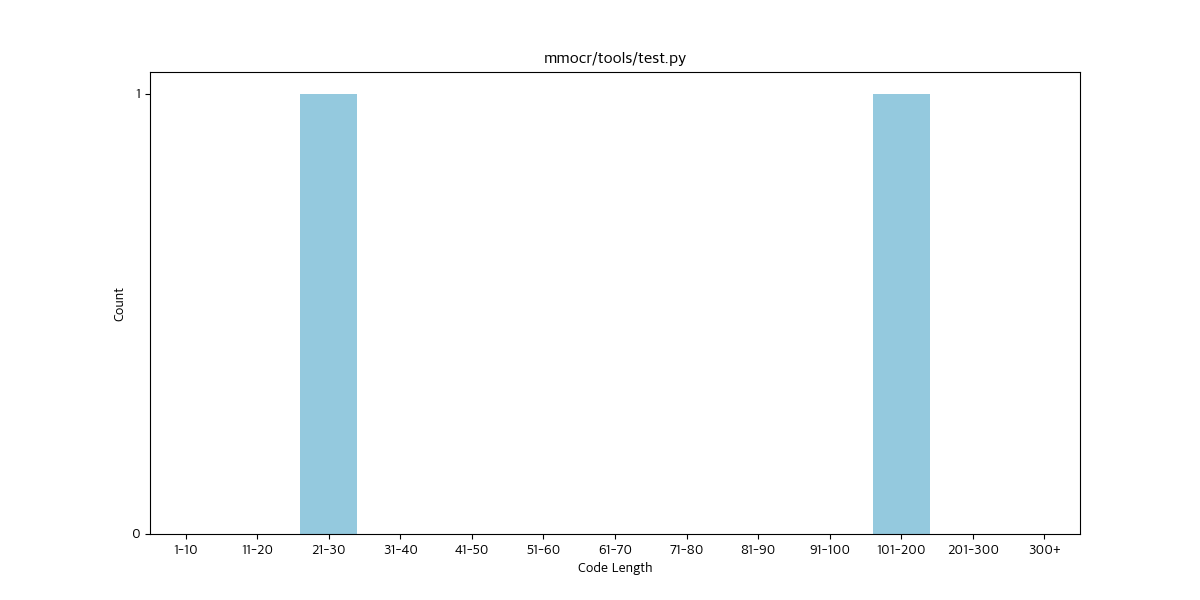 mmocr/tools/test.py
1
Count
0
1-10 11-20 21-30 31-40 41-50 51-60 61-70 71-80 81-90 91-100 101-200 201-300 300+
Code Length